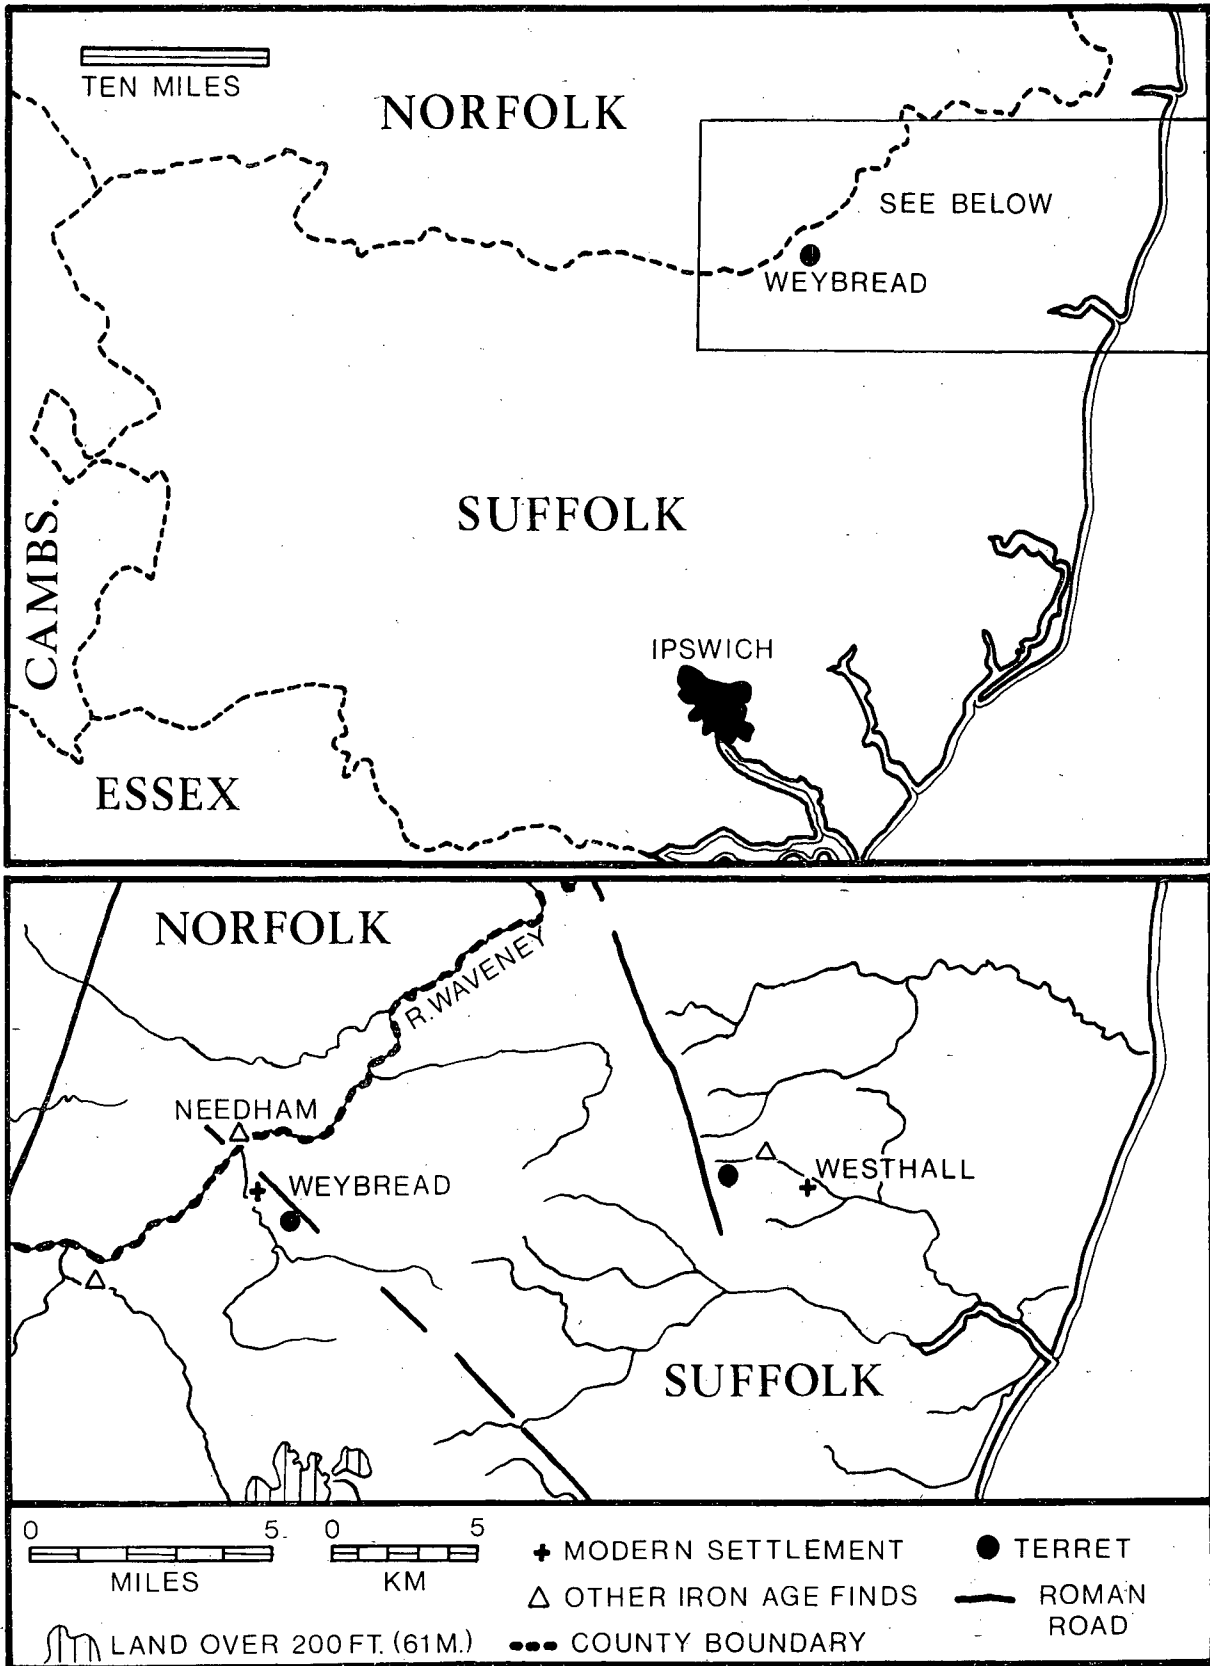 TEN MILES
NORFOLK
SEE BELOW
WEYBREAD
SUFFOLK
CAMBS.
IPSWICH
ESSEX
NORFOLK
R. WAVENEY
NEEDHAM
WEYBREAD
WESTHALL
SUFFOLK
0 5
MILES
0 5
KM
MODERN SETTLEMENT
TERRET
OTHER IRON AGE FINDS
ROMAN
ROAD
LAND OVER 200 FT. (61 M.)
COUNTY BOUNDARY